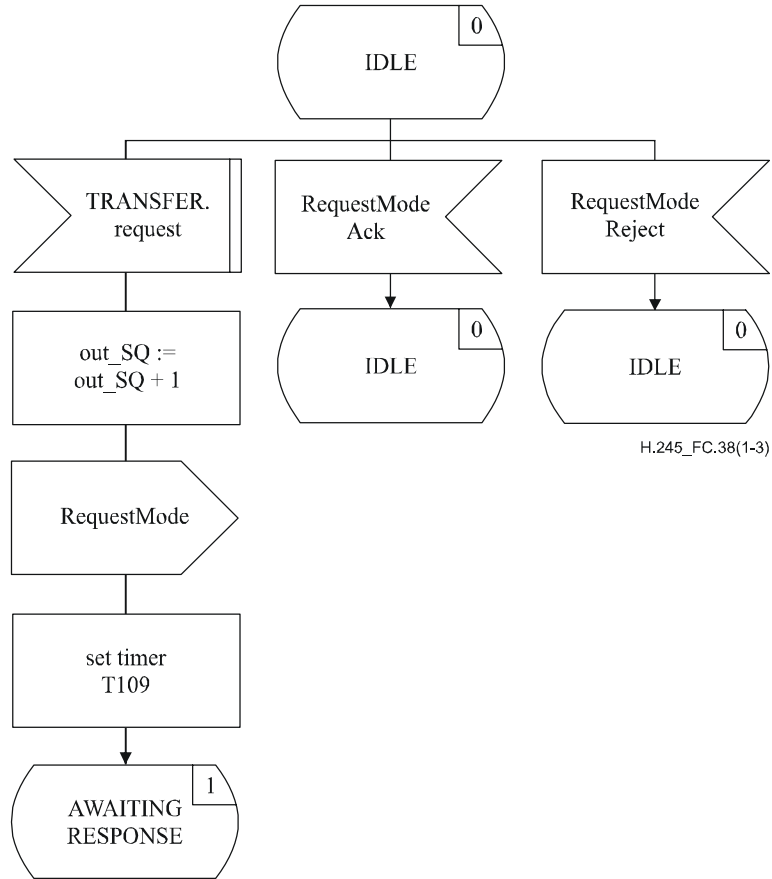 0
IDLE
TRANSFER.
request
RequestMode
Ack
RequestMode
Reject
out_SQ :=
out_SQ + 1
0
IDLE
0
IDLE
H.245_FC.38(1-3)
RequestMode
set timer
T109
1
AWAITING
RESPONSE